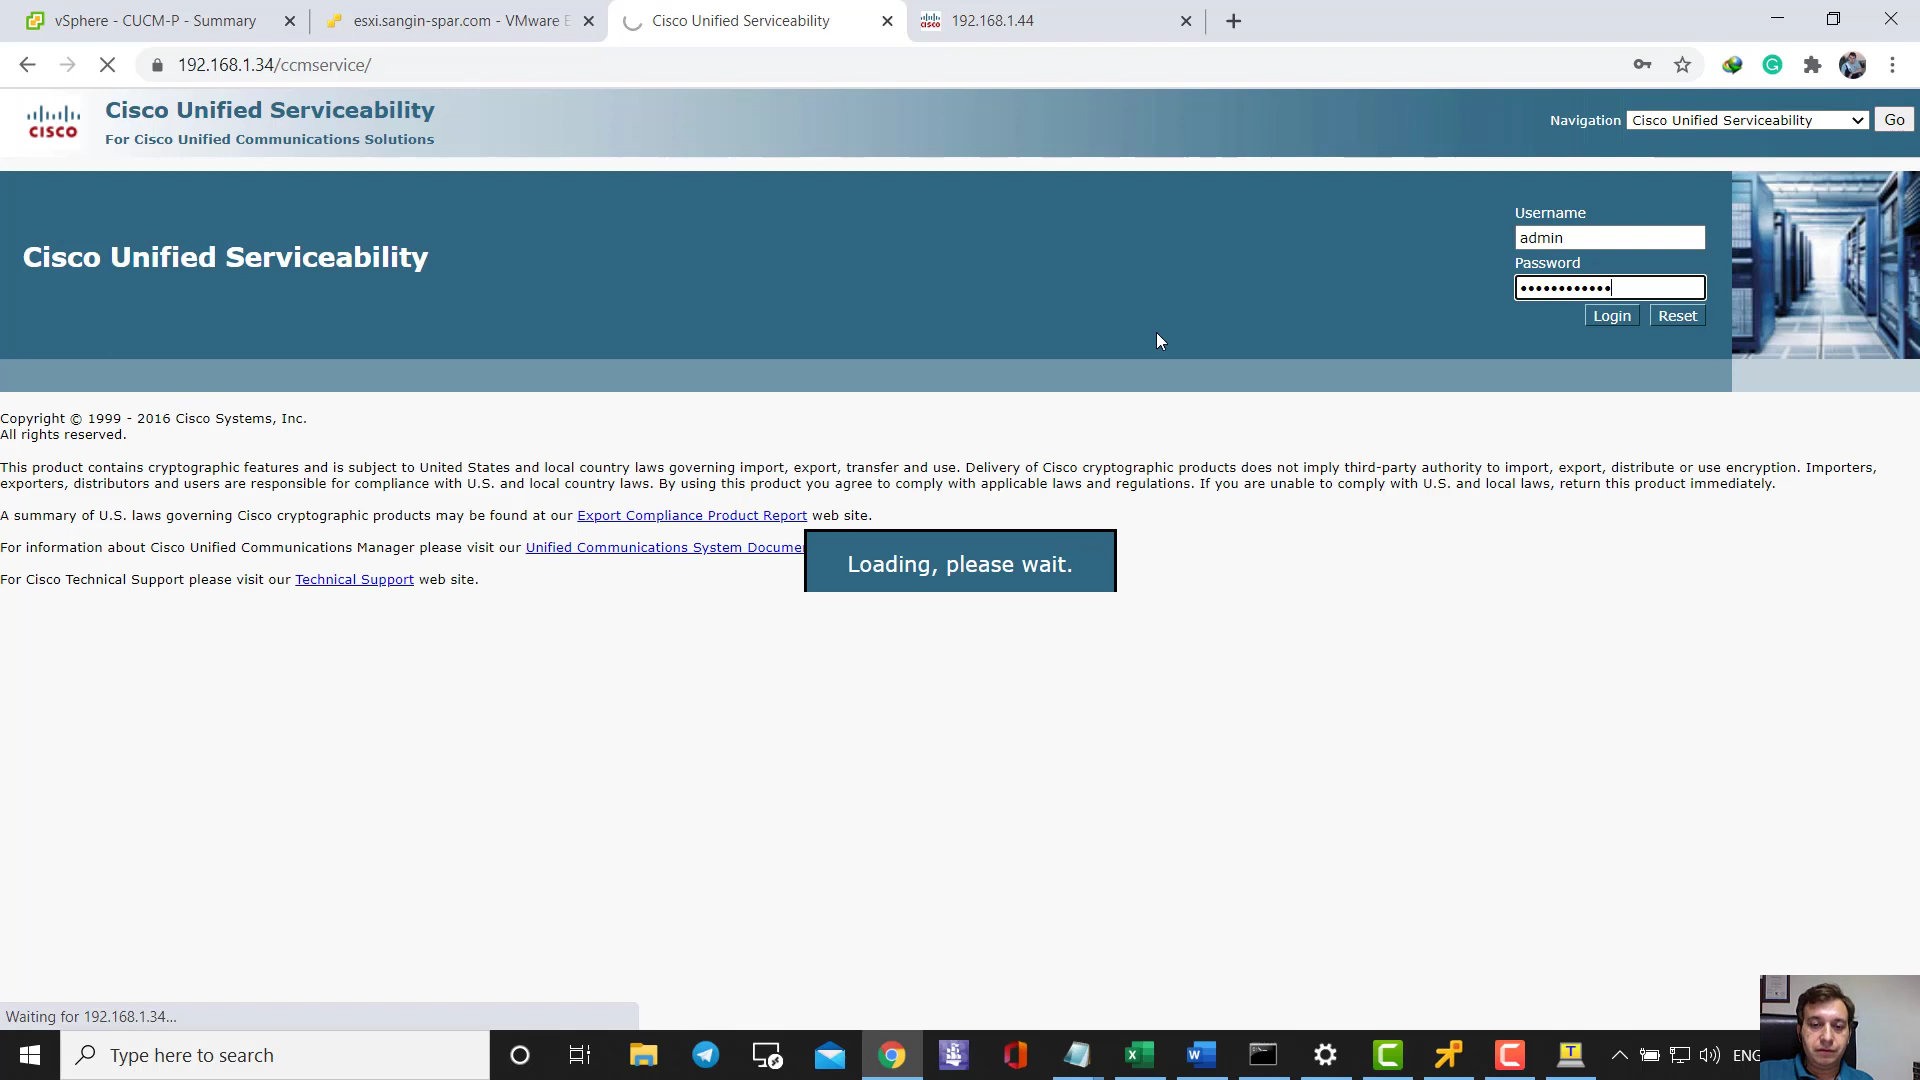 vSphere - CUCM-P - Summary
esxi.sangin-spar.com - VMware E
Cisco Unified Serviceability
192.168.1.44
192.168.1.34/ccmservice/
CISCO
Cisco Unified Serviceability
For Cisco Unified Communications Solutions
Navigation Cisco Unified Serviceability Go
Cisco Unified Serviceability
Username
admin
Password
Login Reset
Copyright © 1999 - 2016 Cisco Systems, Inc.
All rights reserved.
This product contains cryptographic features and is subject to United States and local country laws governing import, export, transfer and use. Delivery of Cisco cryptographic products does not imply third-party authority to import, export, distribute or use encryption. Importers,
exporters, distributors and users are responsible for compliance with U.S. and local country laws. By using this product you agree to comply with applicable laws and regulations. If you are unable to comply with U.S. and local laws, return this product immediately.
A summary of U.S. laws governing Cisco cryptographic products may be found at our Export Compliance Product Report web site.
For information about Cisco Unified Communications Manager please visit our Unified Communications System Documen
Loading, please wait.
For Cisco Technical Support please visit our Technical Support web site.
Waiting for 192.168.1.34...
Type here to search
ENG